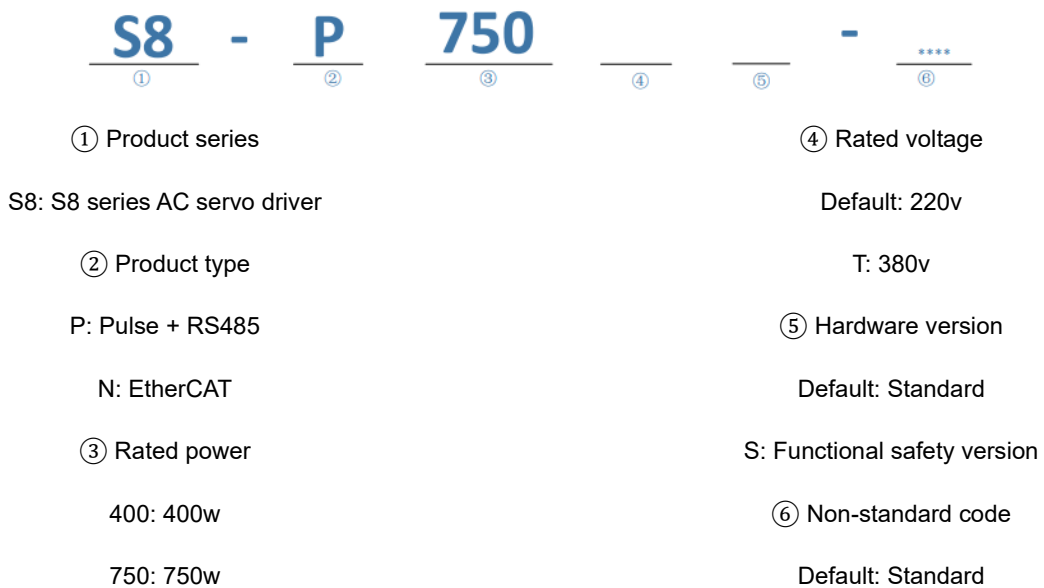 S8 - P 750 - ****
① ② ③ ④ ⑤ ⑥
① Product series
S8: S8 series AC servo driver
② Product type
P: Pulse + RS485
N: EtherCAT
③ Rated power
400: 400w
750: 750w
④ Rated voltage
Default: 220v
T: 380v
⑤ Hardware version
Default: Standard
S: Functional safety version
⑥ Non-standard code
Default: Standard